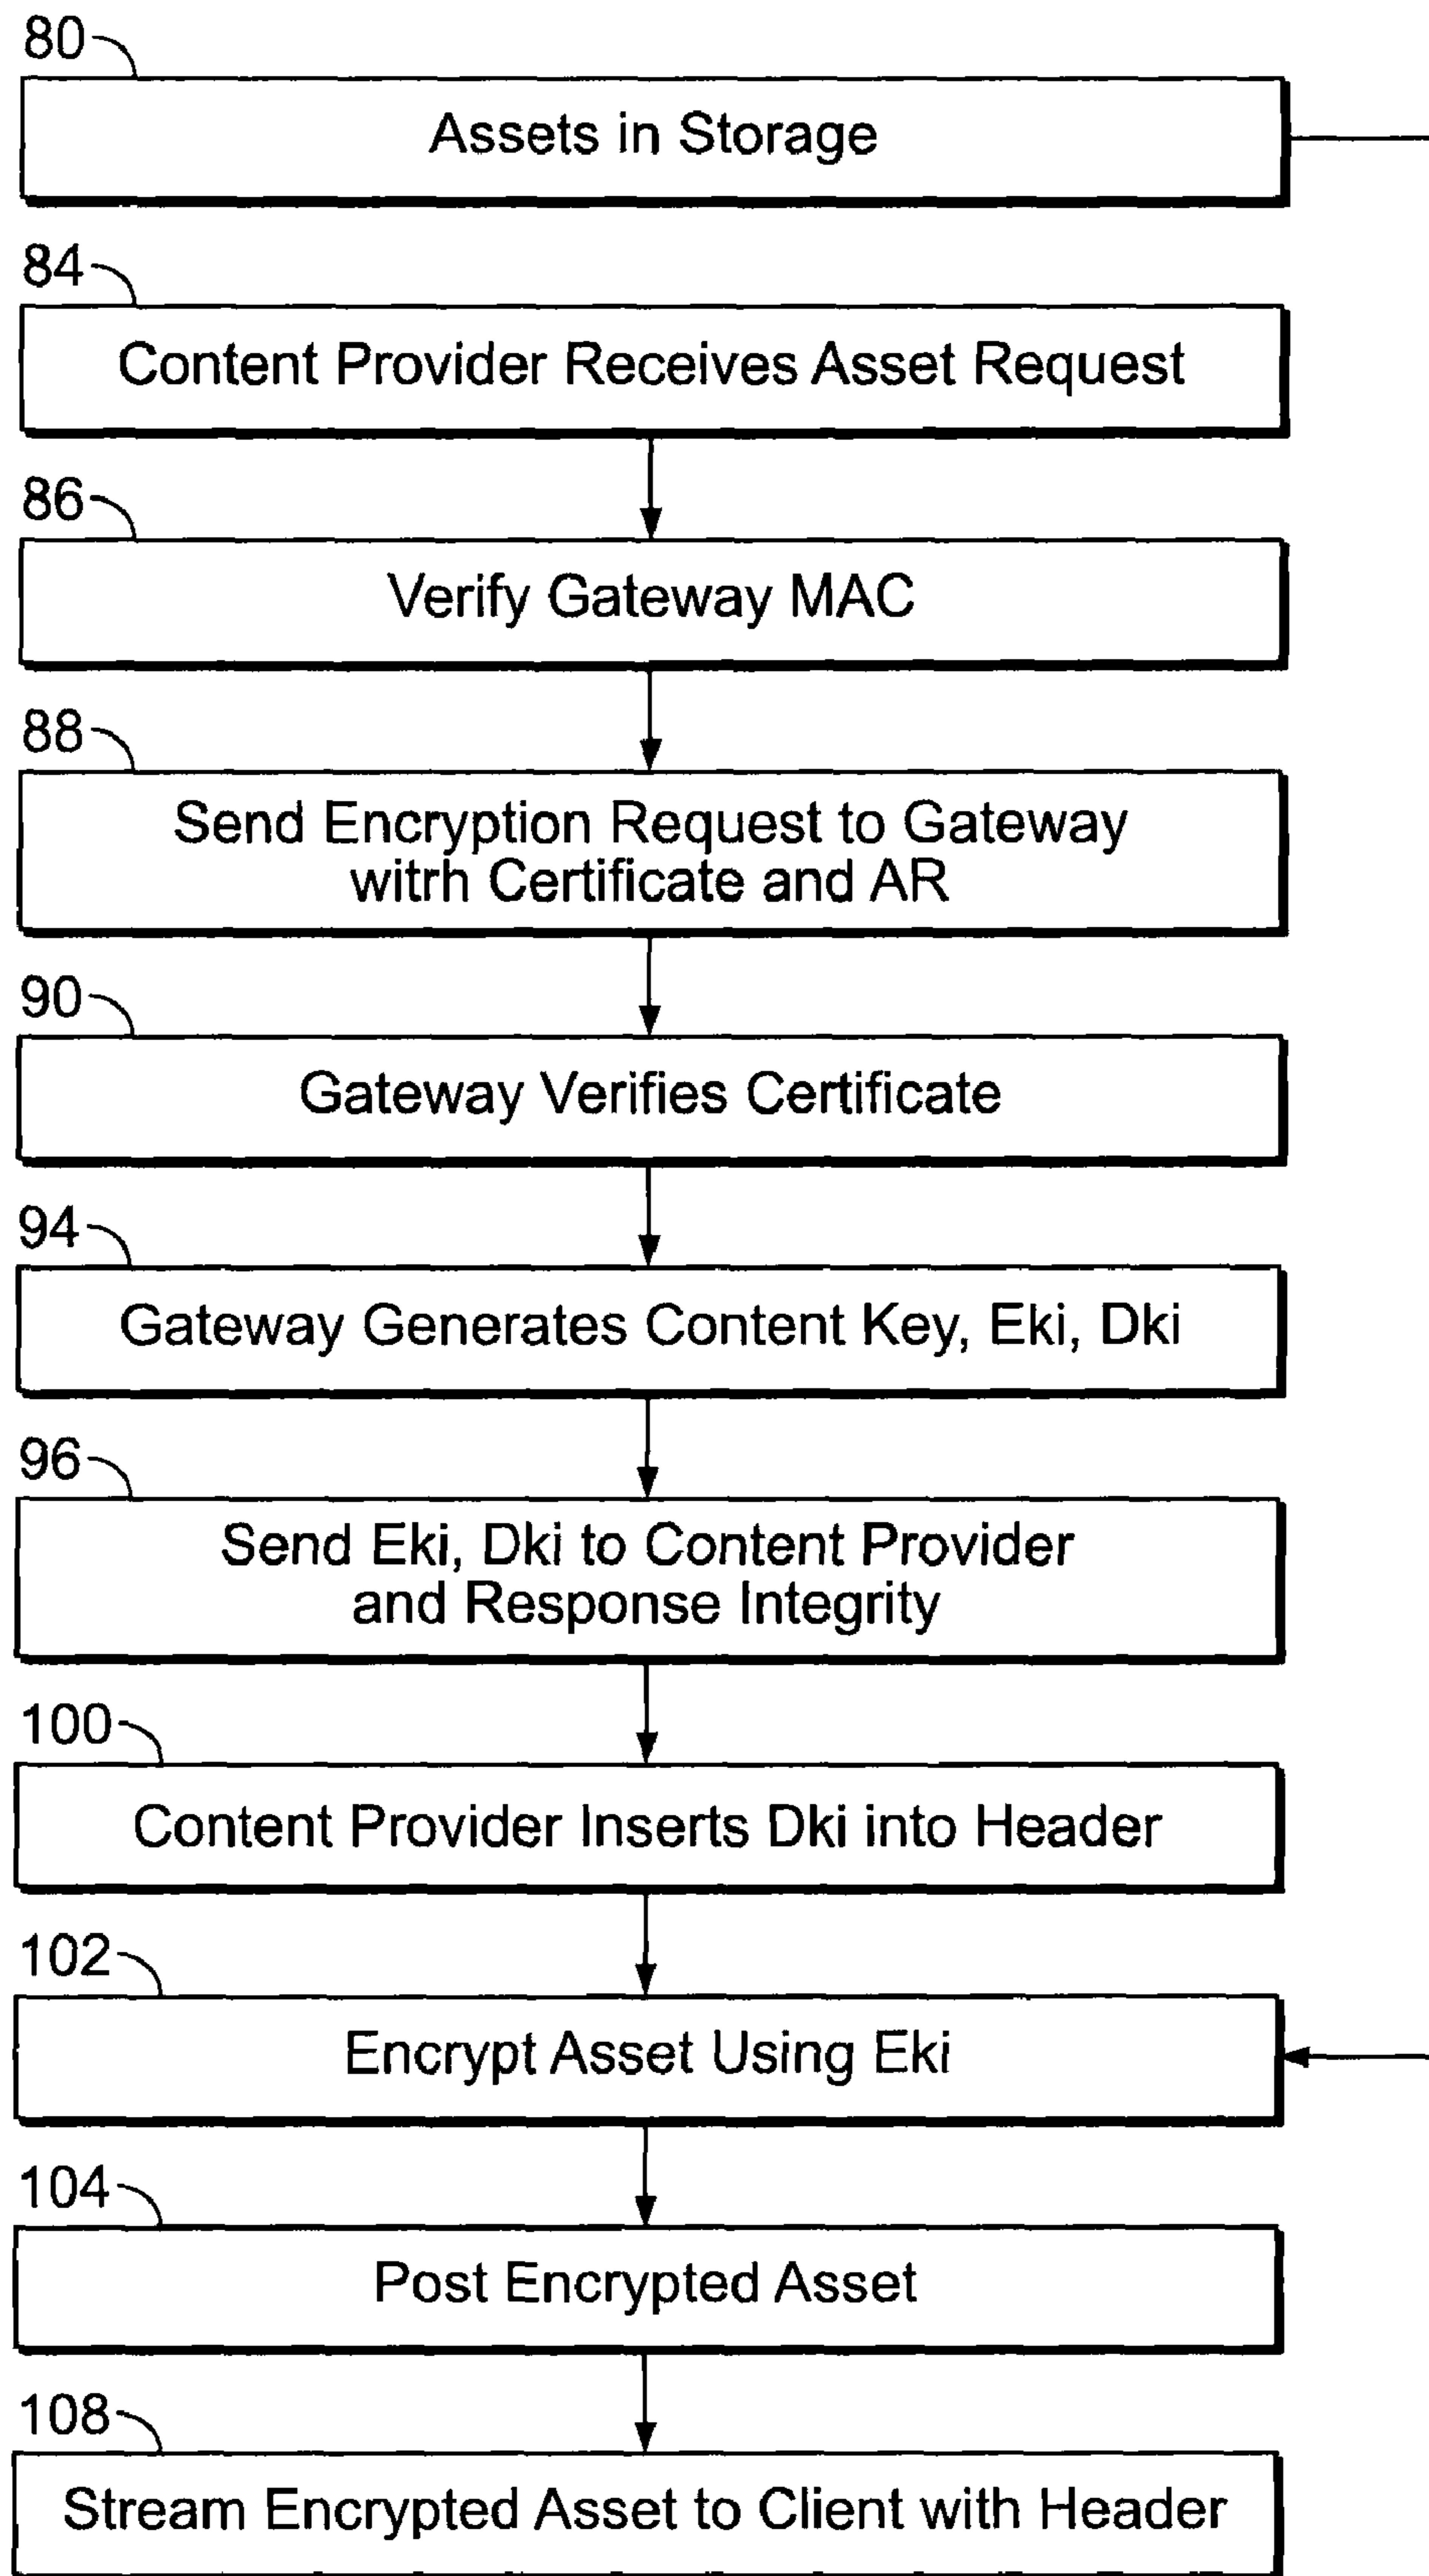 80
Assets in Storage
84
Content Provider Receives Asset Request
86
Verify Gateway MAC
88
Send Encryption Request to Gateway
witrh Certificate and AR
90
Gateway Verifies Certificate
94
Gateway Generates Content Key, Eki, Dki
96
Send Eki, Dki to Content Provider
and Response Integrity
100
Content Provider Inserts Dki into Header
102
Encrypt Asset Using Eki
104
Post Encrypted Asset
108
Stream Encrypted Asset to Client with Header